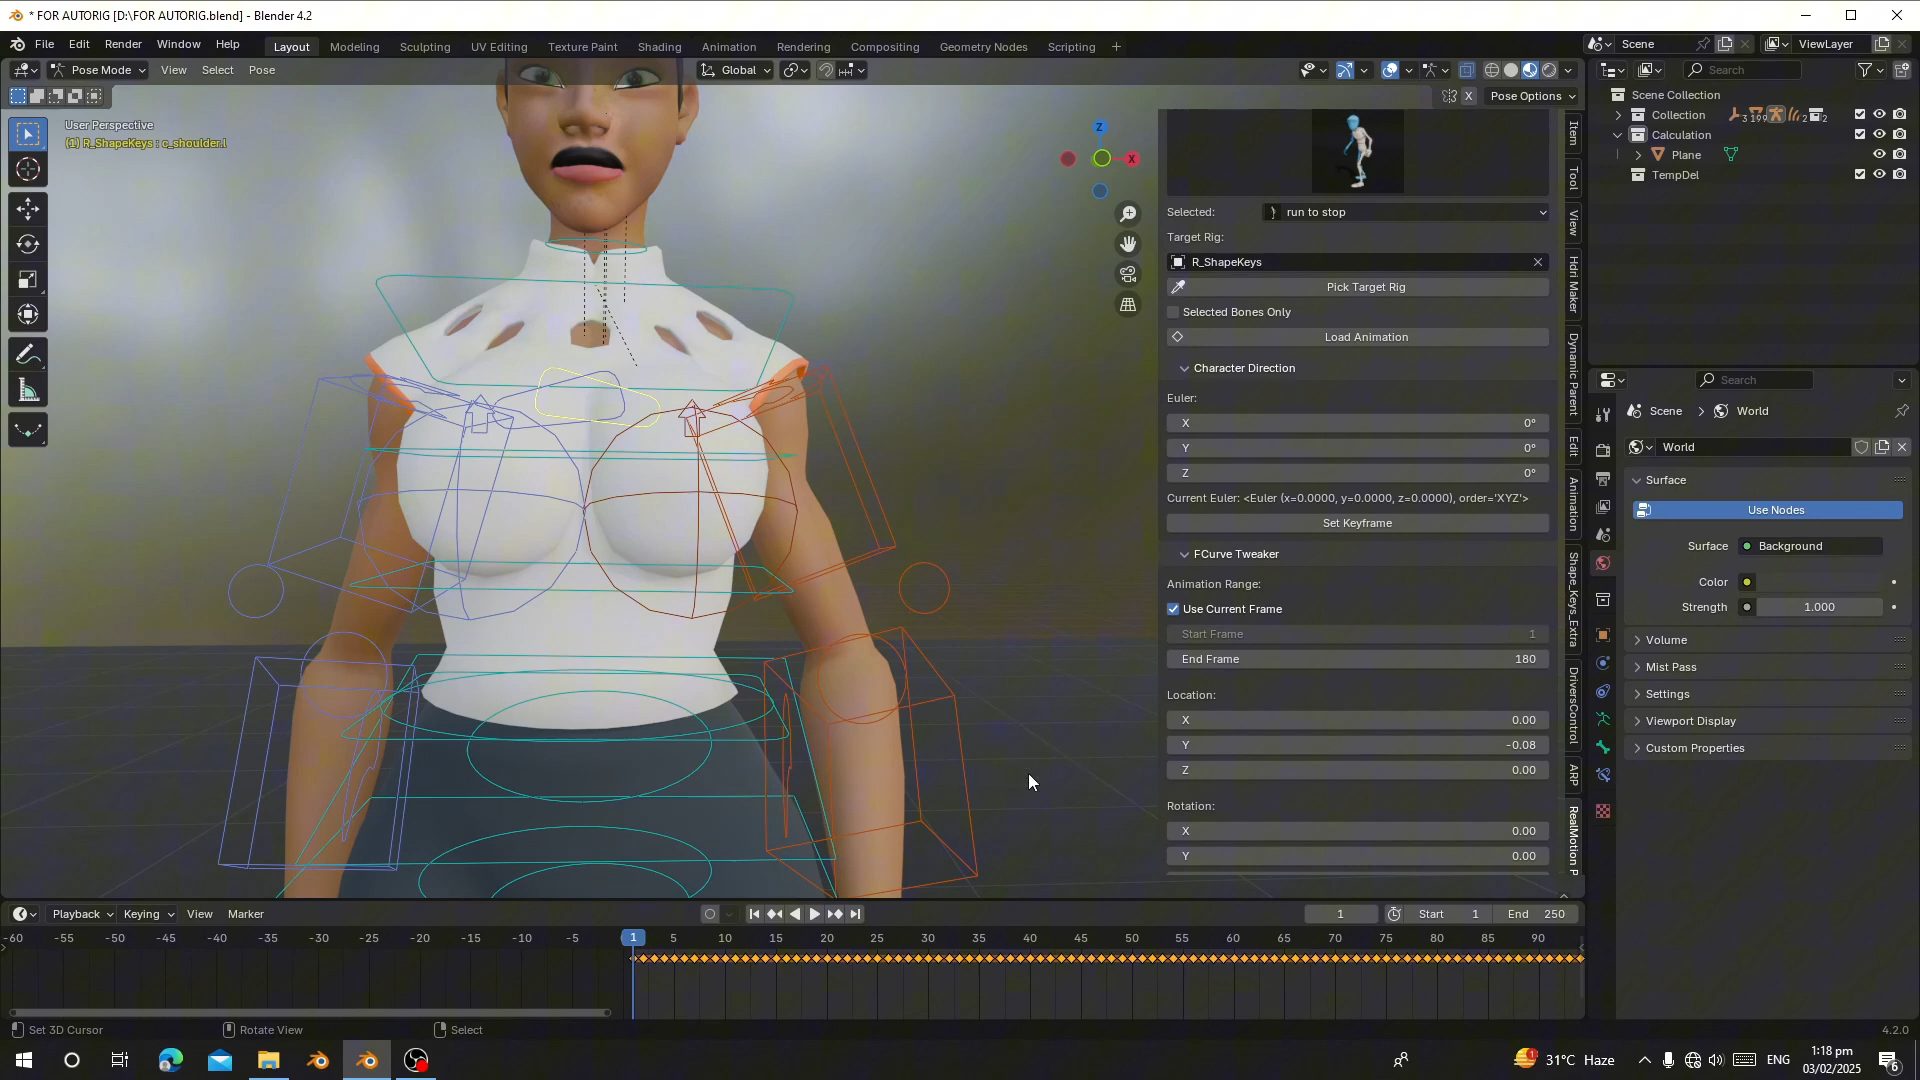 * FOR AUTORIG [D:\FOR AUTORIG.blend] - Blender 4.2
File Edit Render Window Help Layout Modeling Sculpting UV Editing Texture Paint Shading Animation Rendering Compositing Geometry Nodes Scripting + Scene ViewLayer
Pose Mode View Select Pose Global Search
X Pose Options
User Perspective
(1) R_ShapeKeys : c_shoulder.l
Z
X
Item
Tool
View
Hdri Maker
Dynamic Parent
Edit
Animation
Shape_Keys_Extra
DriversControl
ARP
RealMotion P
Selected: run to stop
Target Rig:
R_ShapeKeys
Pick Target Rig
Selected Bones Only
Load Animation
Character Direction
Euler:
X 0°
Y 0°
Z 0°
Current Euler: <Euler (x=0.0000, y=0.0000, z=0.0000), order='XYZ'>
Set Keyframe
FCurve Tweaker
Animation Range:
Use Current Frame
Start Frame 1
End Frame 180
Location:
X 0.00
Y -0.08
Z 0.00
Rotation:
X 0.00
Y 0.00
Scene Collection
Collection 3 199 2 2
Calculation
Plane
TempDel
Search
Scene World
World
Surface
Use Nodes
Surface Background
Color
Strength 1.000
Volume
Mist Pass
Settings
Viewport Display
Custom Properties
Playback Keying View Marker 1 Start 1 End 250
-60 -55 -50 -45 -40 -35 -30 -25 -20 -15 -10 -5 1 5 10 15 20 25 30 35 40 45 50 55 60 65 70 75 80 85 90
Set 3D Cursor Rotate View Select 4.2.0
31°C Haze ENG
1:18 pm
03/02/2025
6